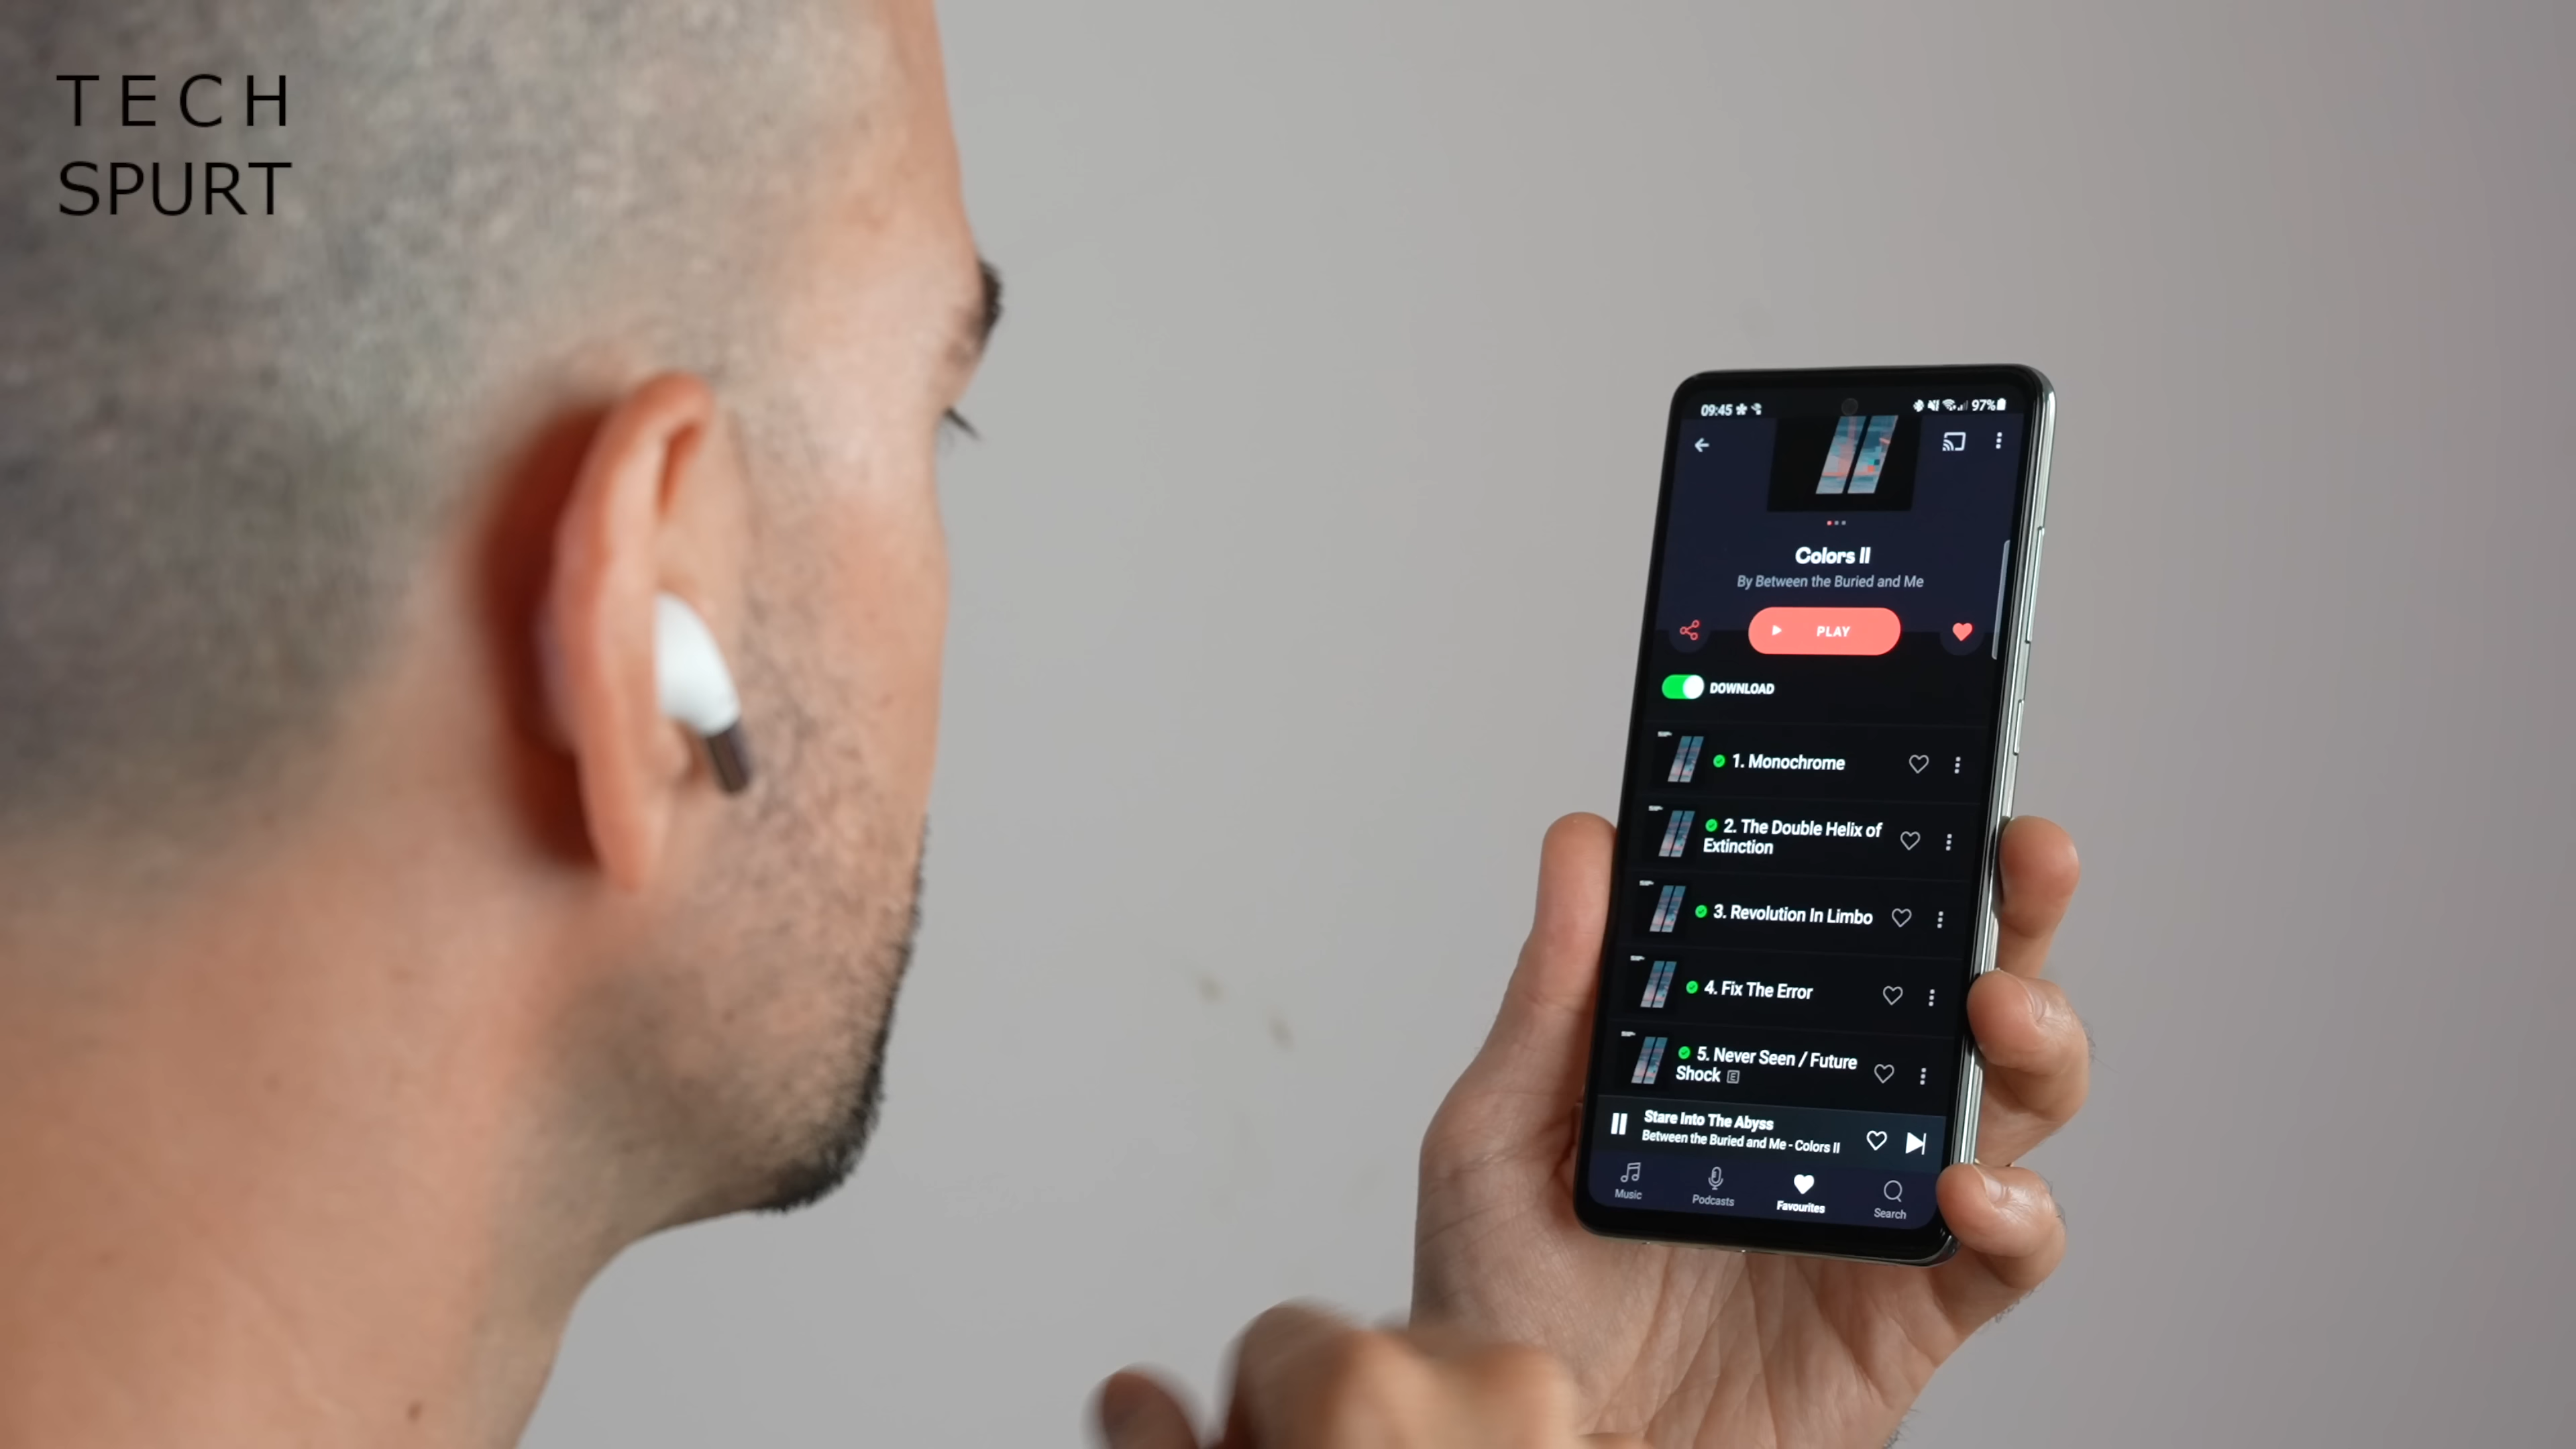 TECH
SPURT
09:45
97%
Colors II
By Between the Buried and Me
PLAY
DOWNLOAD
1. Monochrome
2. The Double Helix of
Extinction
3. Revolution In Limbo
4. Fix The Error
5. Never Seen / Future
Shock E
Stare Into The Abyss
Between the Buried and Me - Colors II
Music
Podcasts
Favourites
Search